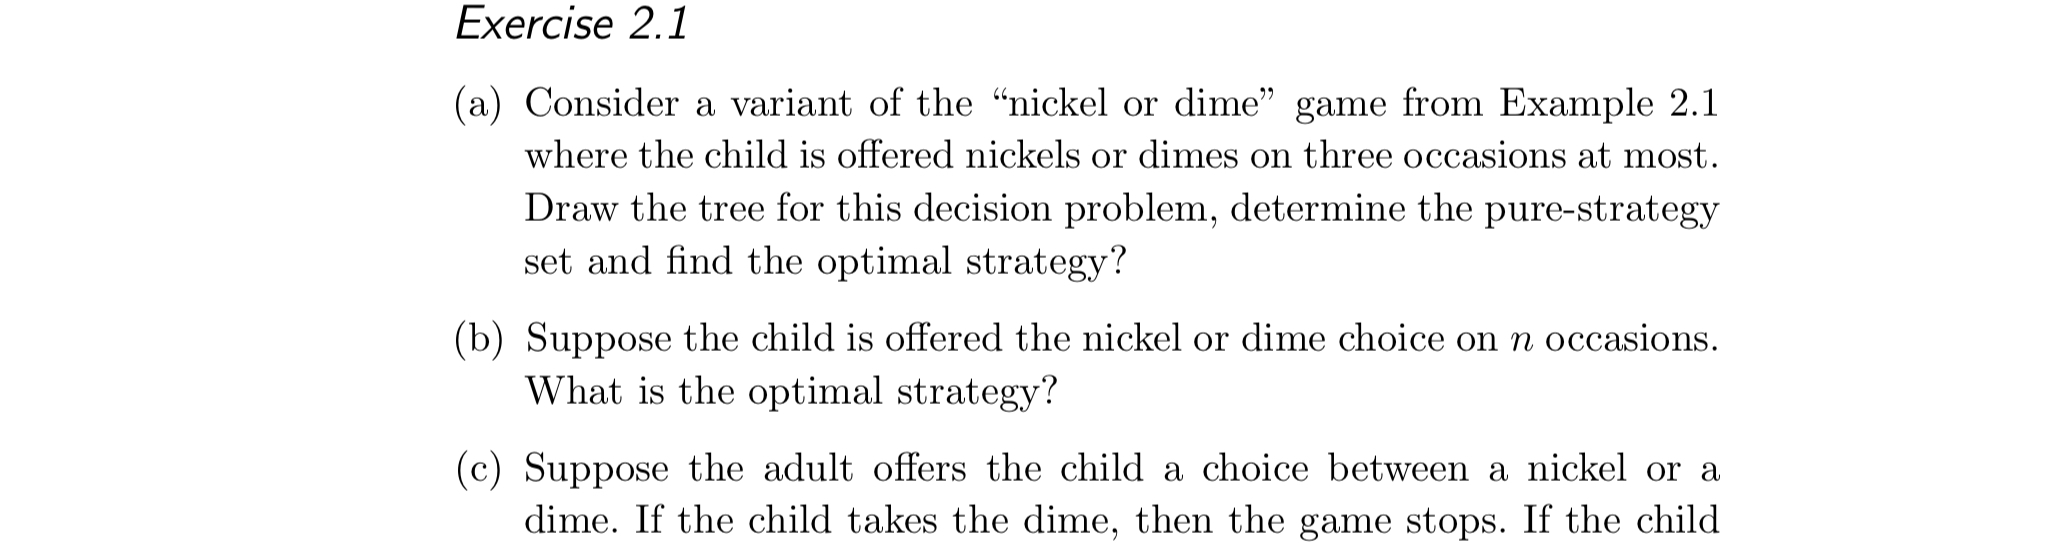 Exercise 2.1
(a) Consider a variant of the “nickel or dime” game from Example 2.1
where the child is offered nickels or dimes on three occasions at most.
Draw the tree for this decision problem, determine the pure-strategy
set and find the optimal strategy?
(b) Suppose the child is offered the nickel or dime choice on n occasions.
What is the optimal strategy?
(c) Suppose the adult offers the child a choice between a nickel or a
dime. If the child takes the dime, then the game stops. If the child